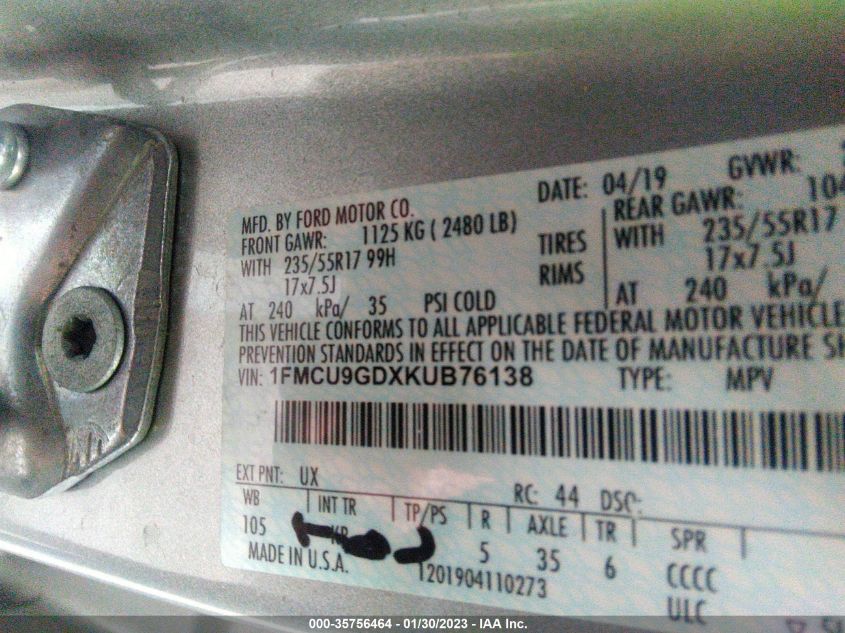 MFD. BY FORD MOTOR CO.
DATE: 04/19
GVWR:
FRONT GAWR: 1125 KG ( 2480 LB)
REAR GAWR: 104
WITH 235/55R17 99H
TIRES
WITH 235/55R17
17x7.5J
RIMS
17x7.5J
AT 240 kPa/ 35 PSI COLD
AT 240 kPa/
THIS VEHICLE CONFORMS TO ALL APPLICABLE FEDERAL MOTOR VEHICLE
PREVENTION STANDARDS IN EFFECT ON THE DATE OF MANUFACTURE SH
VIN: 1FMCU9GDXKUB76138 TYPE: MPV
EXT PNT: UX RC: 44 DSO:
WB INT TR TP/PS R AXLE TR SPR
105 5 35 6 CCCC
MADE IN U.S.A. 1201904110273 ULC
000-35756464 - 01/30/2023 - IAA Inc.